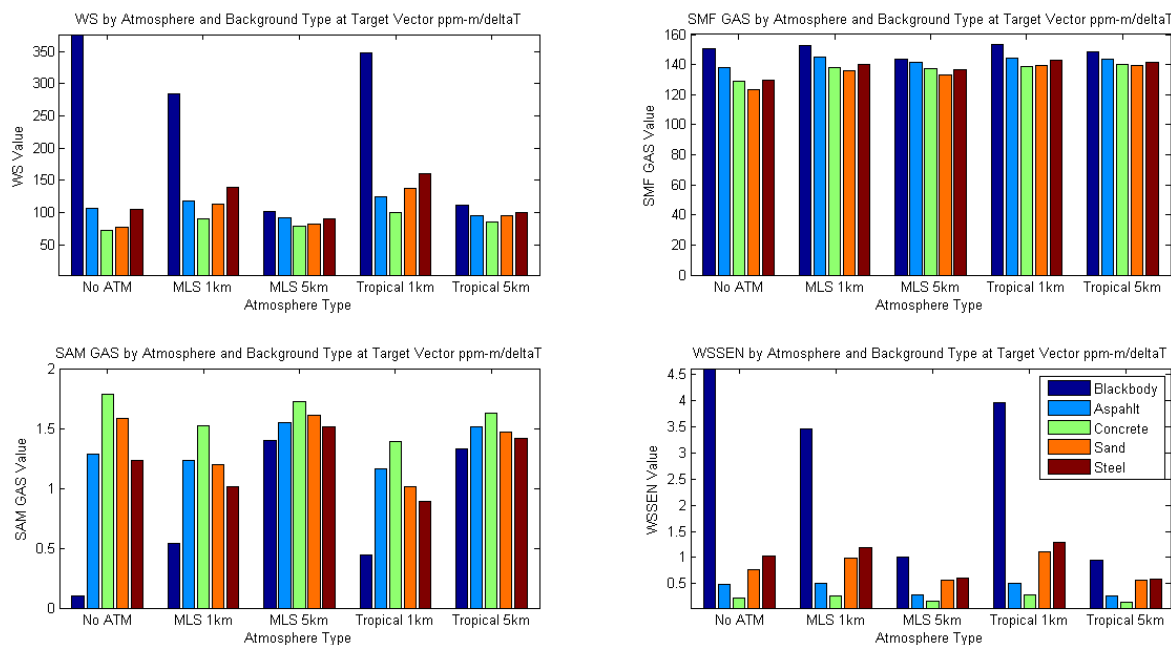 WS by Atmosphere and Background Type at Target Vector ppm-m/deltaT
350
300
250
200
150
100
50
WS Value
No ATM MLS 1km MLS 5km Tropical 1km Tropical 5km
Atmosphere Type
SMF GAS by Atmosphere and Background Type at Target Vector ppm-m/deltaT
160
140
120
100
80
60
40
20
0
SMF GAS Value
No ATM MLS 1km MLS 5km Tropical 1km Tropical 5km
Atmosphere Type
SAM GAS by Atmosphere and Background Type at Target Vector ppm-m/deltaT
2
1.5
1
0.5
0
SAM GAS Value
No ATM MLS 1km MLS 5km Tropical 1km Tropical 5km
Atmosphere Type
WSSEN by Atmosphere and Background Type at Target Vector ppm-m/deltaT
4.5
4
3.5
3
2.5
2
1.5
1
0.5
WSSEN Value
Blackbody
Aspahlt
Concrete
Sand
Steel
No ATM MLS 1km MLS 5km Tropical 1km Tropical 5km
Atmosphere Type